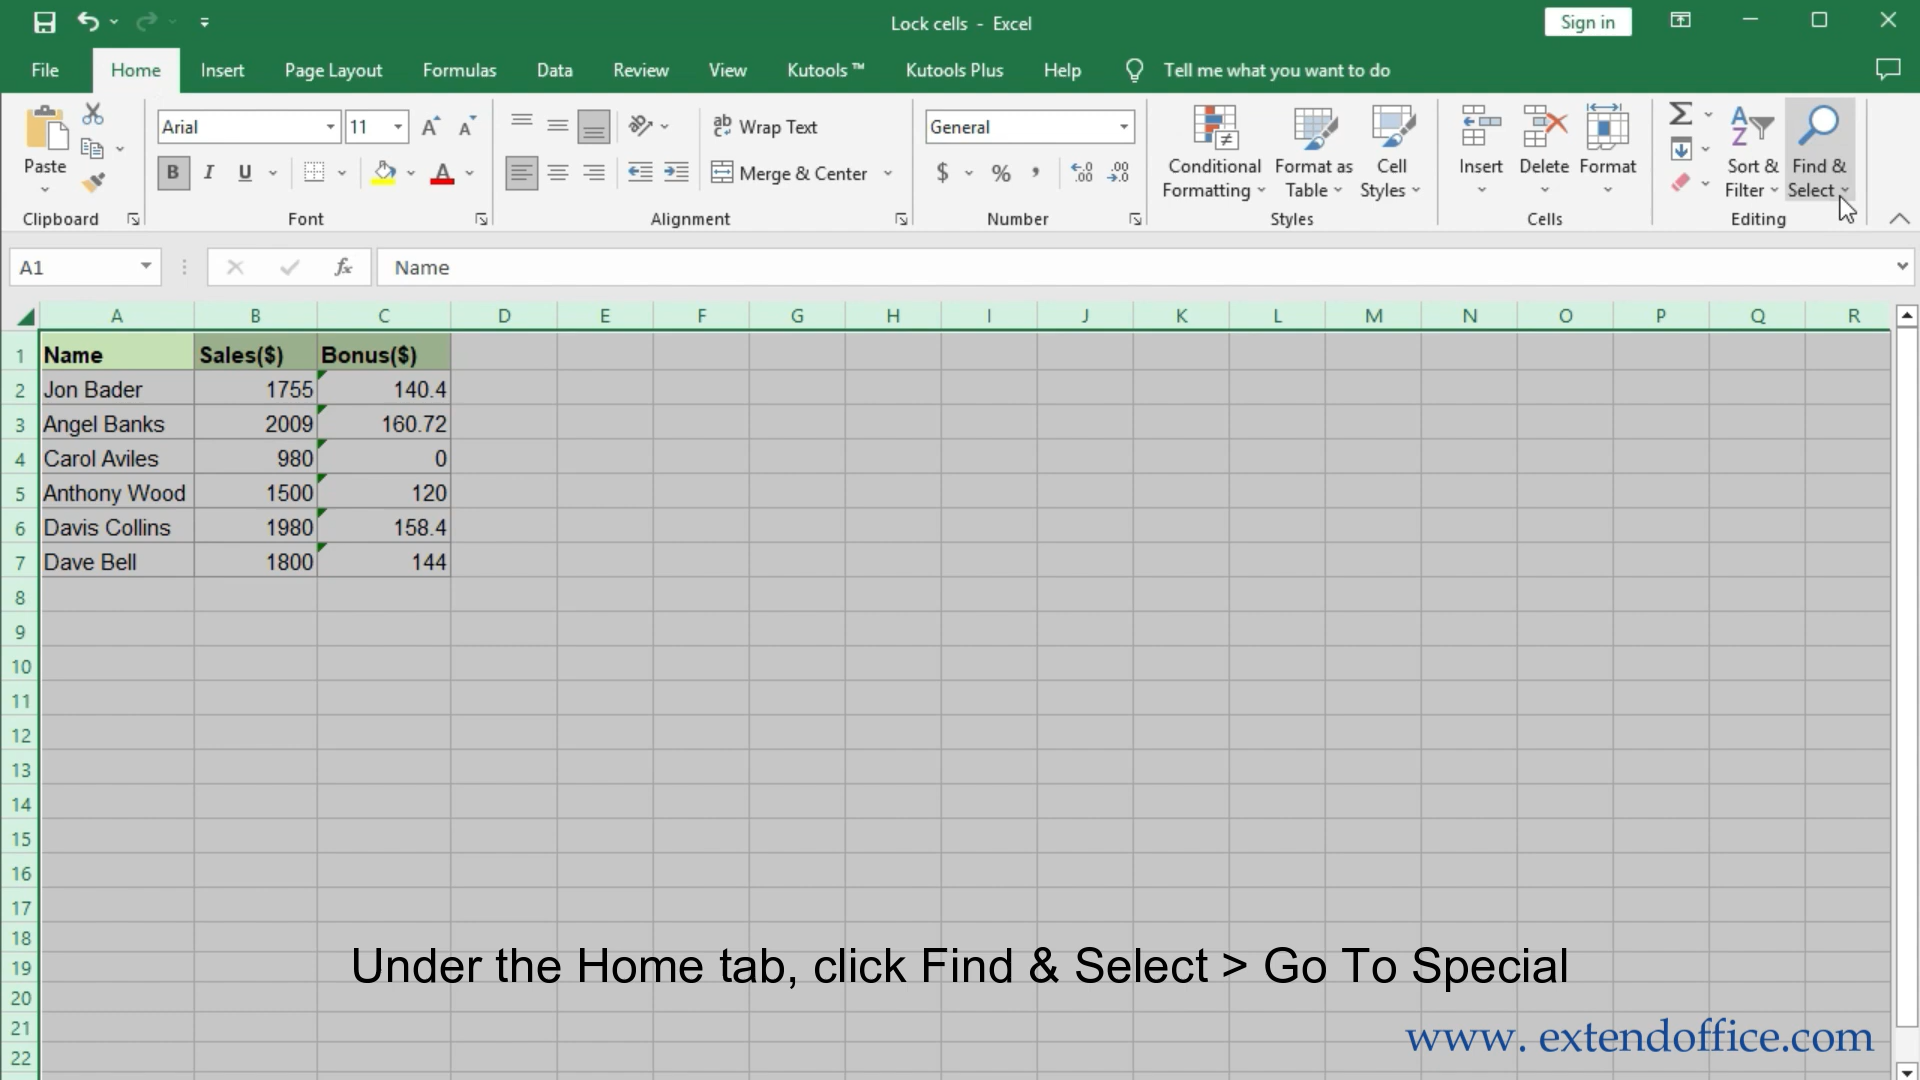 Lock cells - Excel
Sign in
File Home Insert Page Layout Formulas Data Review View Kutools™ Kutools Plus Help Tell me what you want to do
Paste
Clipboard
Arial 11
B I U A
Font
ab Wrap Text
Merge & Center
Alignment
General
$ % ,
Number
Conditional Formatting
Format as Table
Cell Styles
Styles
Insert Delete Format
Cells
Sort & Filter
Find & Select
Editing
A1 fx Name
A B C D E F G H I J K L M N O P Q R
1 Name Sales($) Bonus($)
2 Jon Bader 1755 140.4
3 Angel Banks 2009 160.72
4 Carol Aviles 980 0
5 Anthony Wood 1500 120
6 Davis Collins 1980 158.4
7 Dave Bell 1800 144
8
9
10
11
12
13
14
15
16
17
18
19
20
21
22
Under the Home tab, click Find & Select > Go To Special
www. extendoffice.com